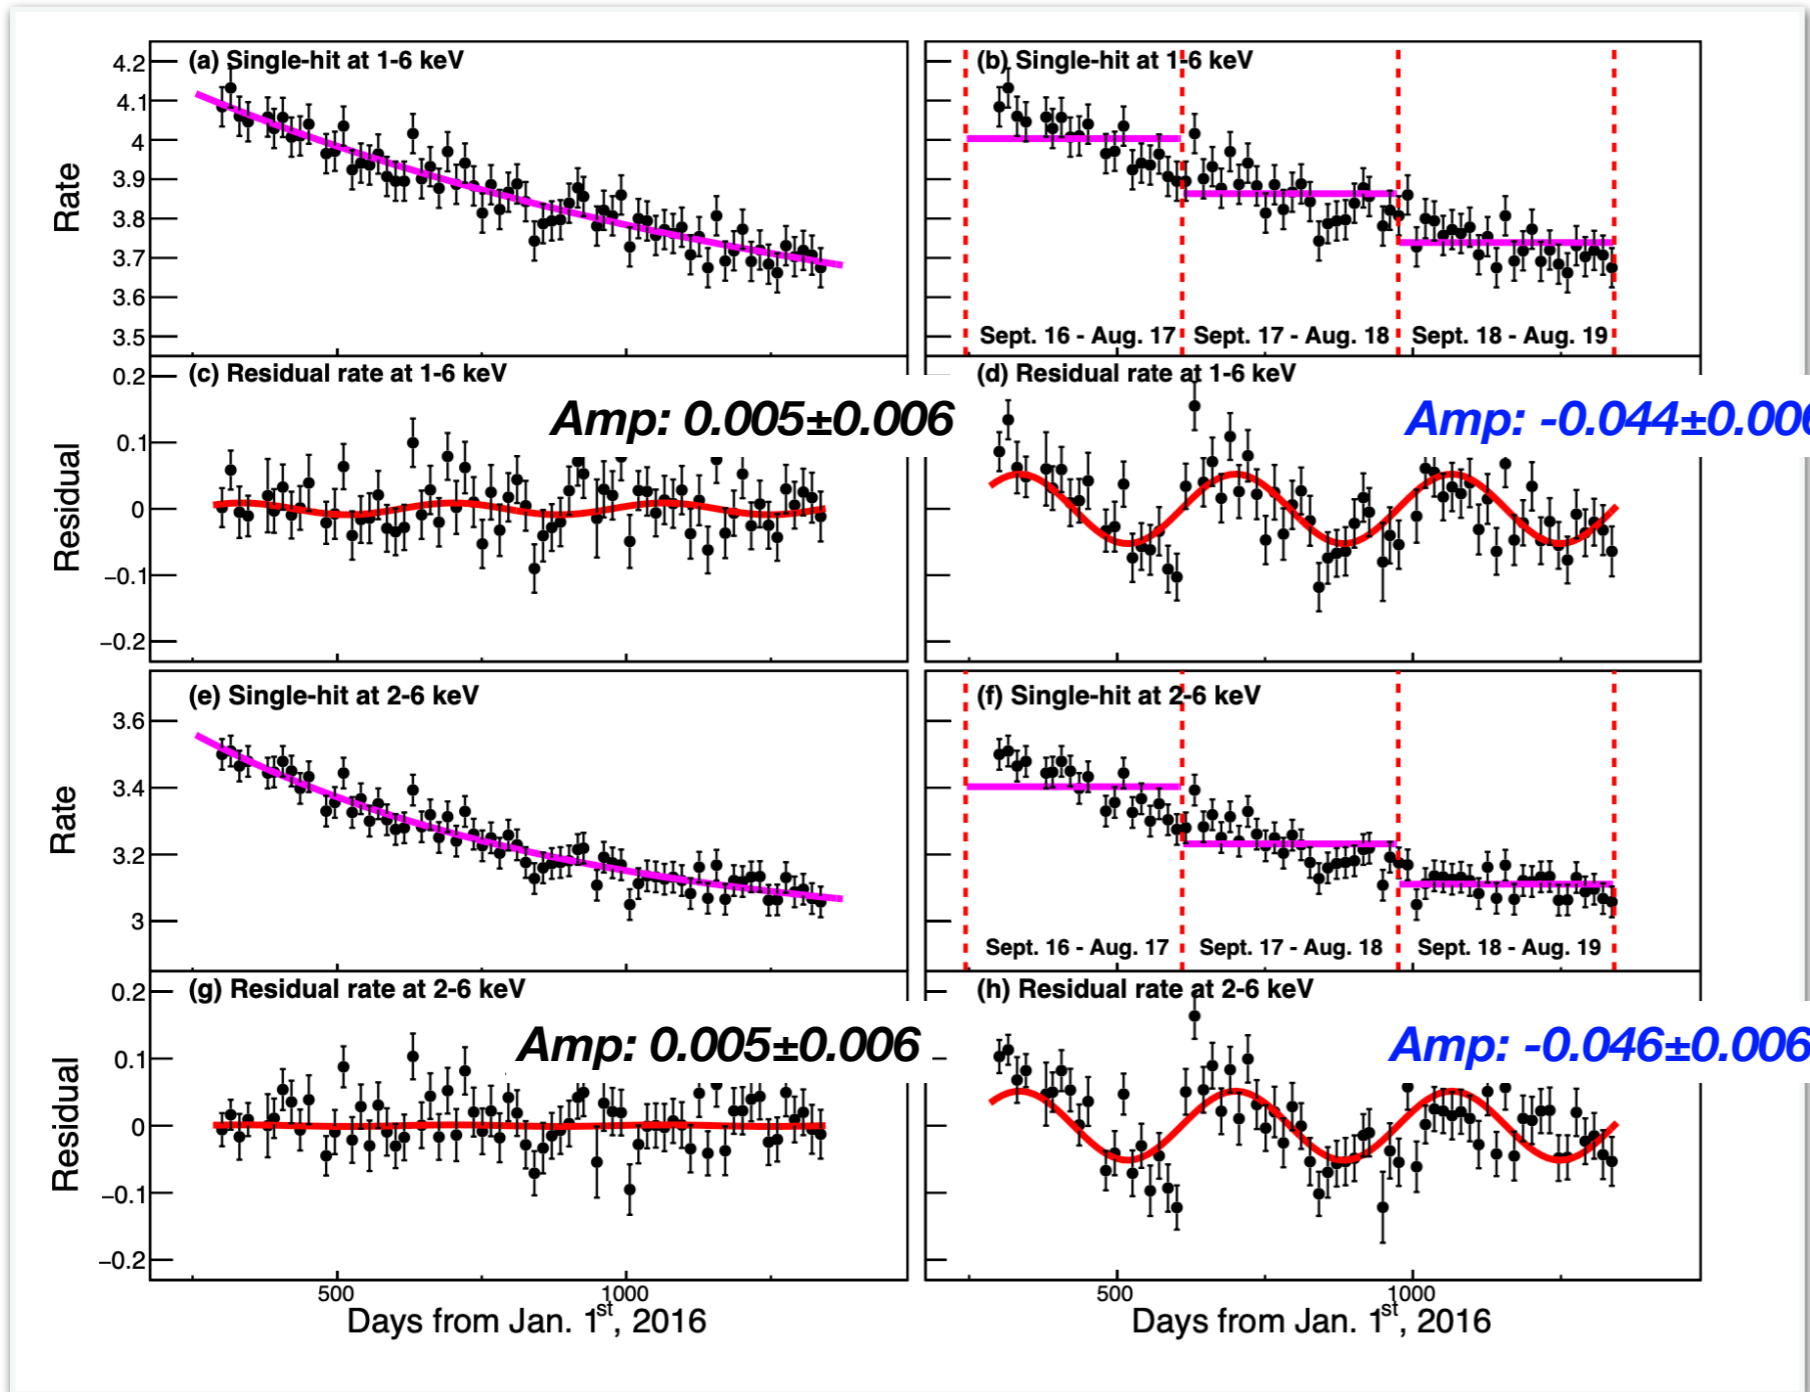 (a) Single-hit at 1-6 keV
4.2
4.1
4
3.9
3.8
3.7
3.6
3.5
Rate
(b) Single-hit at 1-6 keV
Sept. 16 - Aug. 17
Sept. 17 - Aug. 18
Sept. 18 - Aug. 19
(c) Residual rate at 1-6 keV
Amp: 0.005±0.006
0.2
0.1
0
−0.1
−0.2
Residual
(d) Residual rate at 1-6 keV
Amp: -0.044±0.006
(e) Single-hit at 2-6 keV
3.6
3.4
3.2
3
Rate
(f) Single-hit at 2-6 keV
Sept. 16 - Aug. 17
Sept. 17 - Aug. 18
Sept. 18 - Aug. 19
(g) Residual rate at 2-6 keV
Amp: 0.005±0.006
0.2
0.1
0
−0.1
−0.2
Residual
(h) Residual rate at 2-6 keV
Amp: -0.046±0.006
500
1000
Days from Jan. 1st, 2016
500
1000
Days from Jan. 1st, 2016